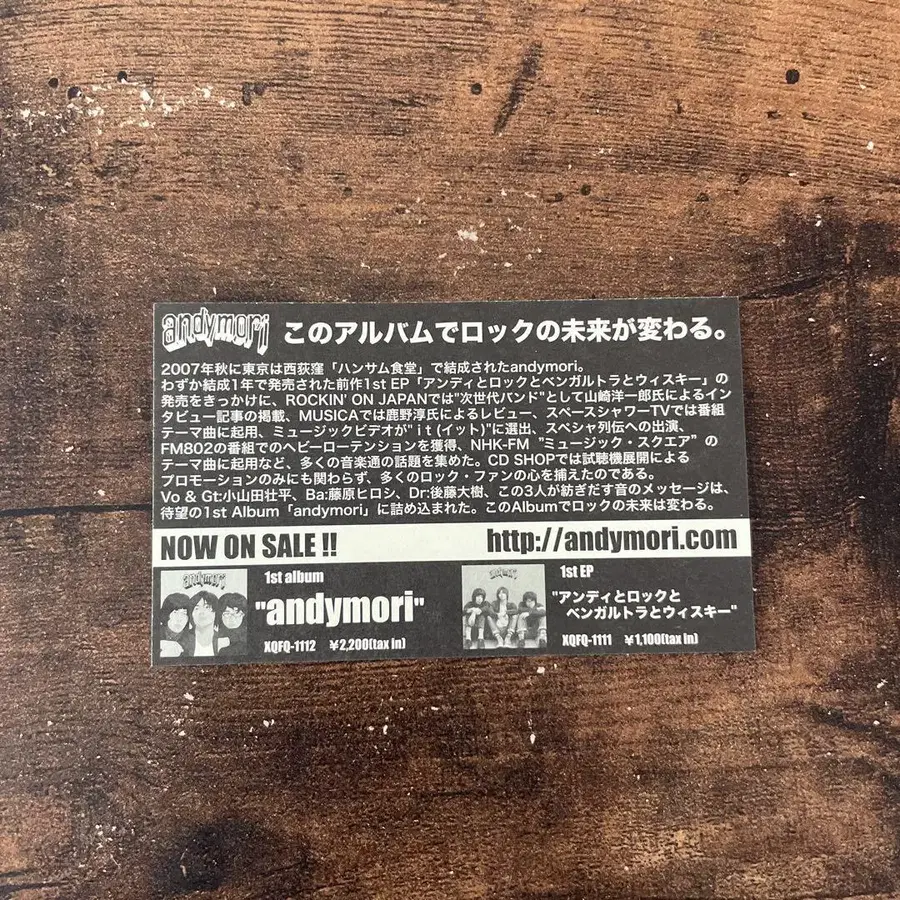 andymori このアルバムでロックの未来が変わる。
2007年秋に東京は西荻窪「ハンサム食堂」で結成されたandymori。
わずか結成1年で発売された前作1st EP「アンディとロックとベンガルトラとウィスキー」の
発売をきっかけに、ROCKIN' ON JAPANでは"次世代バンド"として山崎洋一郎氏によるイン
タビュー記事の掲載、MUSICAでは鹿野淳氏によるレビュー、スペースシャワーTVでは番組
テーマ曲に起用、ミュージックビデオが" i t (イット)"に選出、スペシャ列伝への出演、
FM802の番組でのヘビーローテンションを獲得、NHK-FM "ミュージック・スクエア" の
テーマ曲に起用など、多くの音楽通の話題を集めた。CD SHOPでは試聴機展開による
プロモーションのみにも関わらず、多くのロック・ファンの心を捕えたのである。
Vo & Gt:小山田壮平、Ba:藤原ヒロシ、Dr:後藤大樹、この3人が紡ぎだす音のメッセージは、
待望の1st Album「andymori」に詰め込まれた。このAlbumでロックの未来は変わる。
NOW ON SALE !! http://andymori.com
andymori
1st album
"andymori"
XQFQ-1112 ￥2,200(tax in)
andymori
1st EP
"アンディとロックと
ベンガルトラとウィスキー"
XQFQ-1111 ￥1,100(tax in)